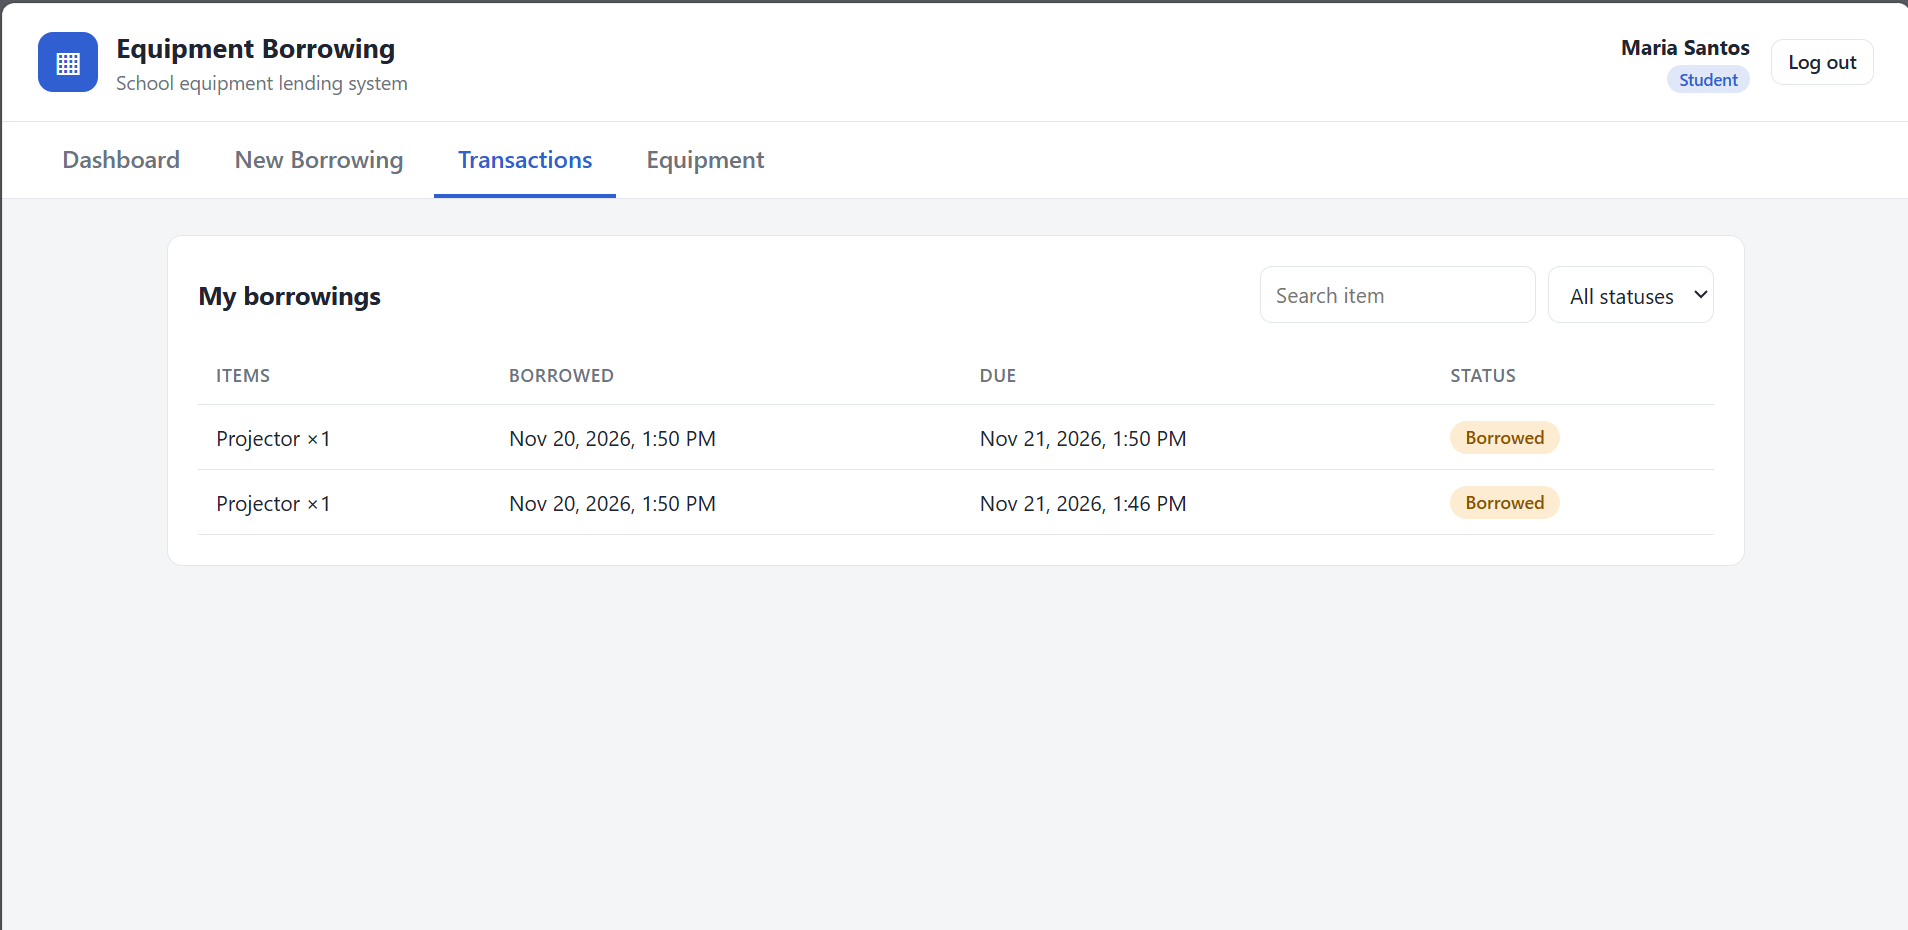 Equipment Borrowing
School equipment lending system
Maria Santos
Student
Log out
Dashboard New Borrowing Transactions Equipment
My borrowings
Search item
All statuses
ITEMS BORROWED DUE STATUS
Projector ×1 Nov 20, 2026, 1:50 PM Nov 21, 2026, 1:50 PM Borrowed
Projector ×1 Nov 20, 2026, 1:50 PM Nov 21, 2026, 1:46 PM Borrowed